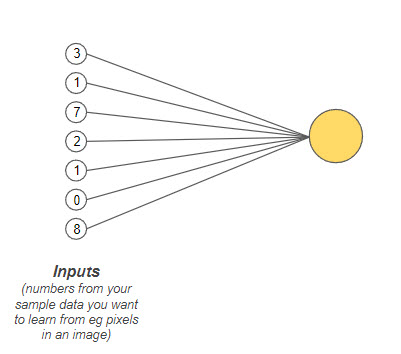 3
1
7
2
1
0
8
Inputs
(numbers from your
sample data you want
to learn from eg pixels
in an image)